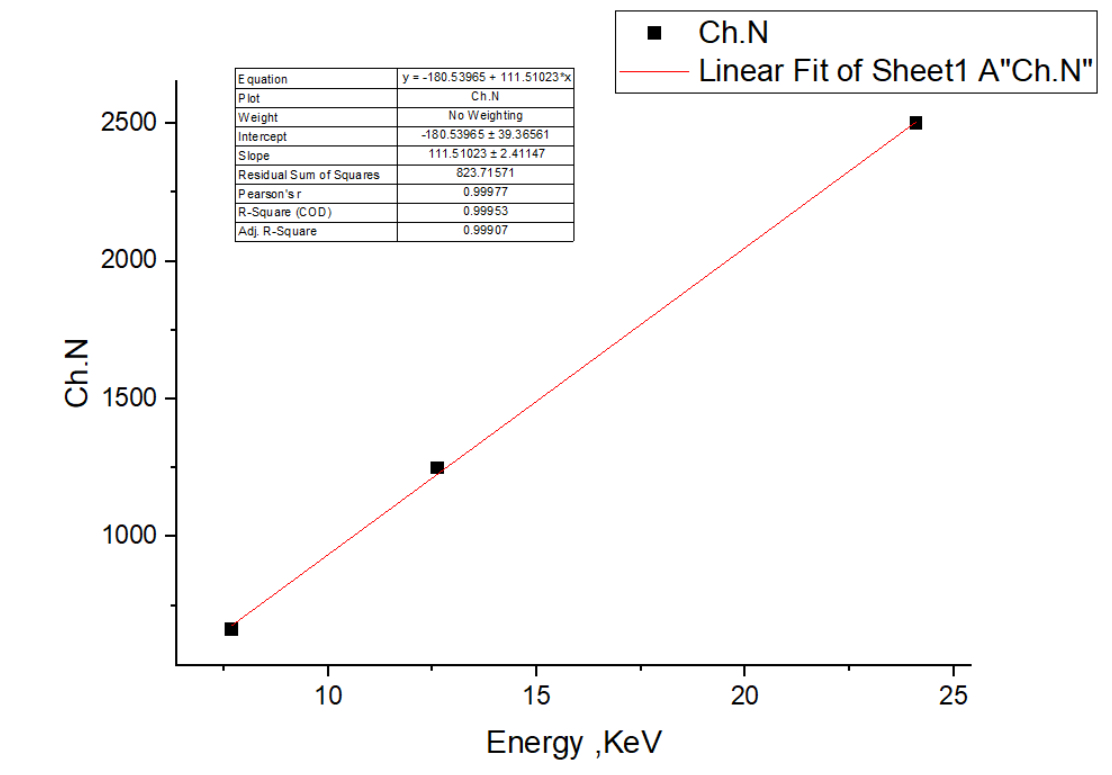 Ch.N
Linear Fit of Sheet1 A"Ch.N"
Equation y = -180.53965 + 111.51023*x
Plot Ch.N
Weight No Weighting
Intercept -180.53965 ± 39.36561
Slope 111.51023 ± 2.41147
Residual Sum of Squares 823.71571
Pearson's r 0.99977
R-Square (COD) 0.99953
Adj. R-Square 0.99907
2500
2000
1500
1000
Ch.N
10 15 20 25
Energy ,KeV